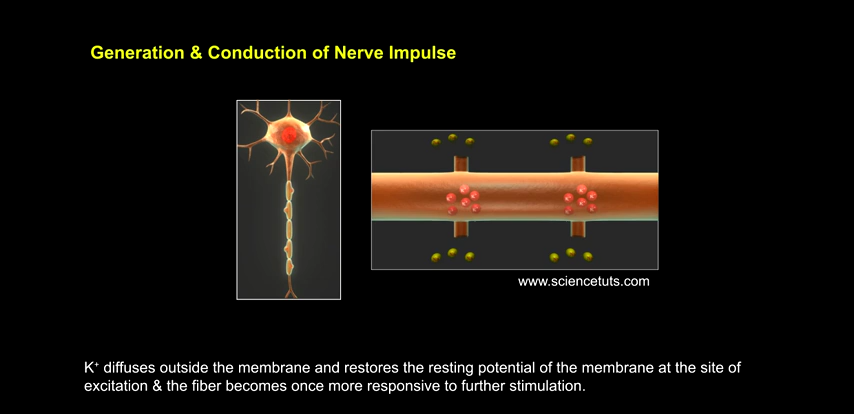 Generation & Conduction of Nerve Impulse
www.sciencetuts.com
K⁺ diffuses outside the membrane and restores the resting potential of the membrane at the site of
excitation & the fiber becomes once more responsive to further stimulation.